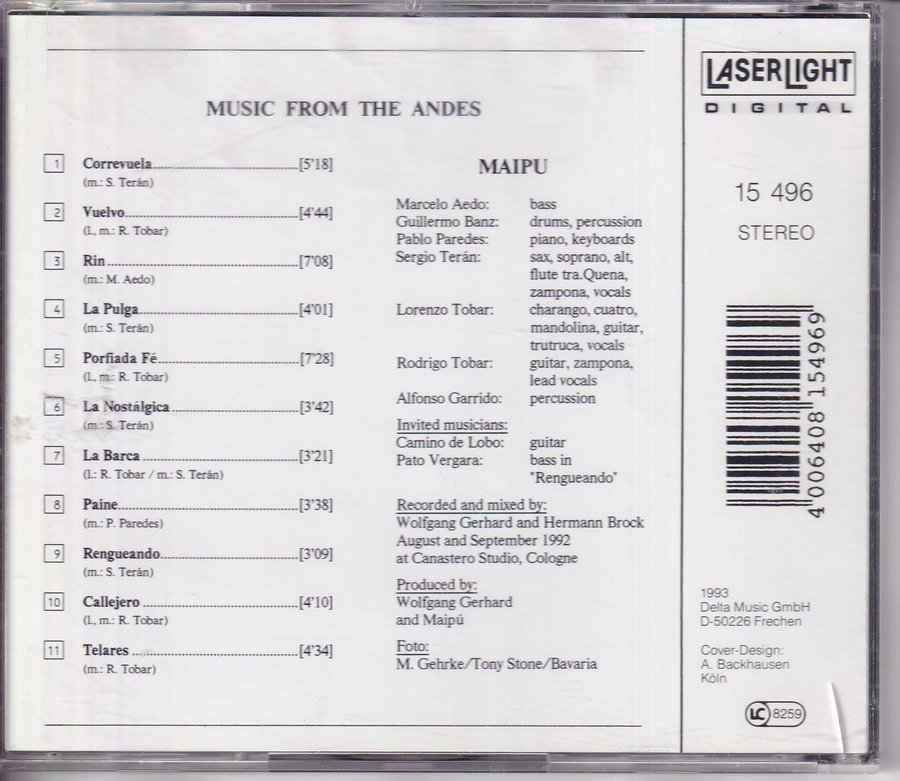 MUSIC FROM THE ANDES
1 Correvuela..............................[5'18]
(m.: S. Terán)
2 Vuelvo..............................[4'44]
(l., m.: R. Tobar)
3 Rin..............................[7'08]
(m.: M. Aedo)
4 La Pulga..............................[4'01]
(m.: S. Terán)
5 Porfiada Fé..............................[7'28]
(l., m.: R. Tobar)
6 La Nostálgica..............................[3'42]
(m.: S. Terán)
7 La Barca..............................[3'21]
(l.: R. Tobar / m.: S. Terán)
8 Paine..............................[3'38]
(m.: P. Paredes)
9 Rengueando..............................[3'09]
(m.: S. Terán)
10 Callejero..............................[4'10]
(l., m.: R. Tobar)
11 Telares..............................[4'34]
(m.: R. Tobar)
MAIPU
Marcelo Aedo: bass
Guillermo Banz: drums, percussion
Pablo Paredes: piano, keyboards
Sergio Terán: sax, soprano, alt,
flute tra.Quena,
zampona, vocals
Lorenzo Tobar: charango, cuatro,
mandolina, guitar,
trutruca, vocals
Rodrigo Tobar: guitar, zampona,
lead vocals
Alfonso Garrido: percussion
Invited musicians:
Camino de Lobo: guitar
Pato Vergara: bass in
"Rengueando"
Recorded and mixed by:
Wolfgang Gerhard and Hermann Brock
August and September 1992
at Canastero Studio, Cologne
Produced by:
Wolfgang Gerhard
and Maipú
Foto:
M. Gehrke/Tony Stone/Bavaria
LASERLIGHT
DIGITAL
15 496
STEREO
4 006408 154969
1993
Delta Music GmbH
D-50226 Frechen
Cover-Design:
A. Backhausen
Köln
LC 8259